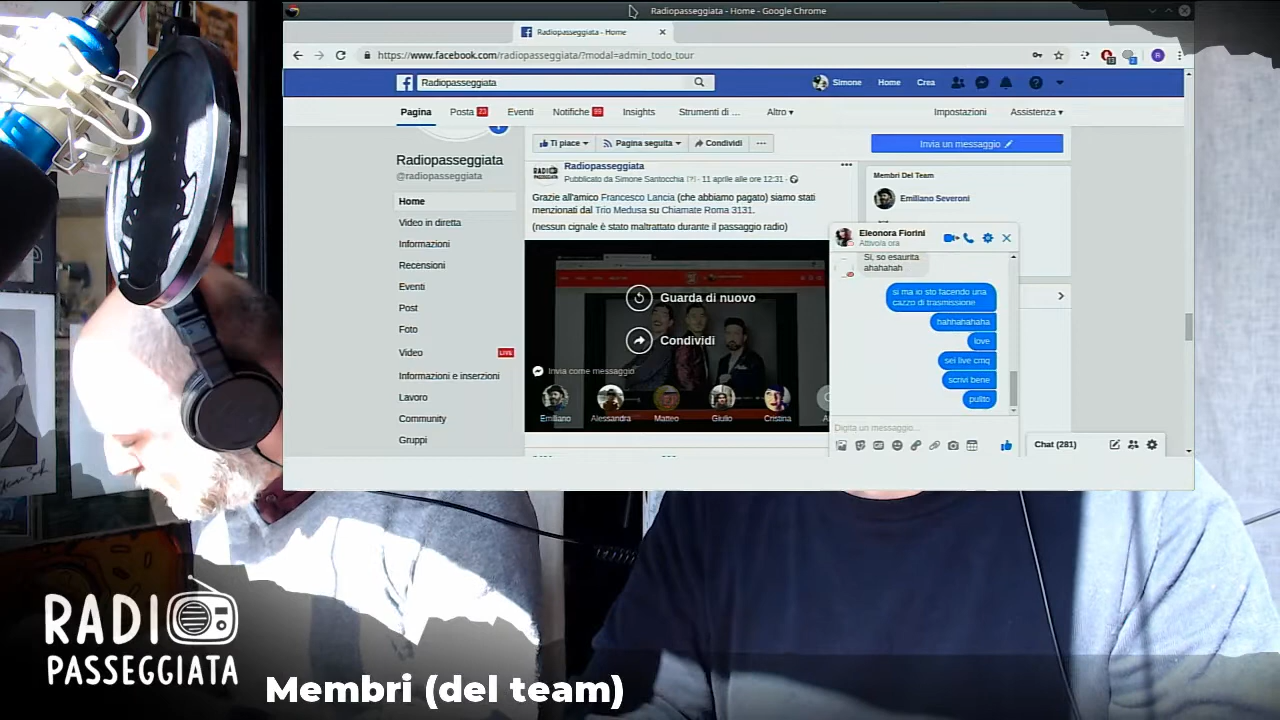 Radiopasseggiata - Home - Google Chrome
Radiopasseggiata - Home
https://www.facebook.com/radiopasseggiata/?modal=admin_todo_tour
Radiopasseggiata
Simone Home Crea
Pagina Posta 23 Eventi Notifiche 99 Insights Strumenti di ... Altro Impostazioni Assistenza
Radiopasseggiata
@radiopasseggiata
Home
Video in diretta
Informazioni
Recensioni
Eventi
Post
Foto
Video LIVE
Informazioni e inserzioni
Lavoro
Community
Gruppi
Ti piace Pagina seguita Condividi ...
Invia un messaggio
RADIO PASSEGGIATA
Radiopasseggiata
Pubblicato da Simone Santocchia [?] · 11 aprile alle ore 12:31 ·
Grazie all'amico Francesco Lancia (che abbiamo pagato) siamo stati
menzionati dal Trio Medusa su Chiamate Roma 3131.
(nessun cignale è stato maltrattato durante il passaggio radio)
Guarda di nuovo
Condividi
Invia come messaggio
Emiliano Alessandra Matteo Giulio Cristina
Membri Del Team
Emiliano Severoni
Eleonora Fiorini
Attivo/a ora
Si, so esaurita
ahahahah
si ma io sto facendo una
cazzo di trasmissione
hahhahahaha
love
sei live cmq
scrivi bene
pulito
Digita un messaggio...
Chat (281)
RADIO
PASSEGGIATA
Membri (del team)